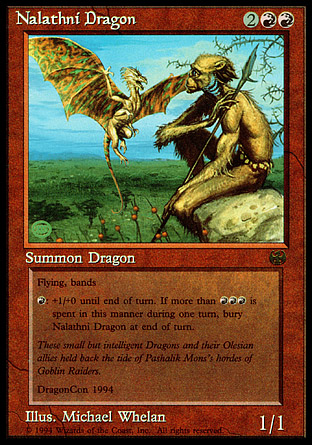 Nalathni Dragon 2
Summon Dragon
Flying, bands
: +1/+0 until end of turn. If more than is
spent in this manner during one turn, bury
Nalathni Dragon at end of turn.
These small but intelligent Dragons and their Olesian
allies held back the tide of Pashalik Mons's hordes of
Goblin Raiders.
DragonCon 1994
Illus. Michael Whelan
© 1994 Wizards of the Coast, Inc. All rights reserved. 1/1